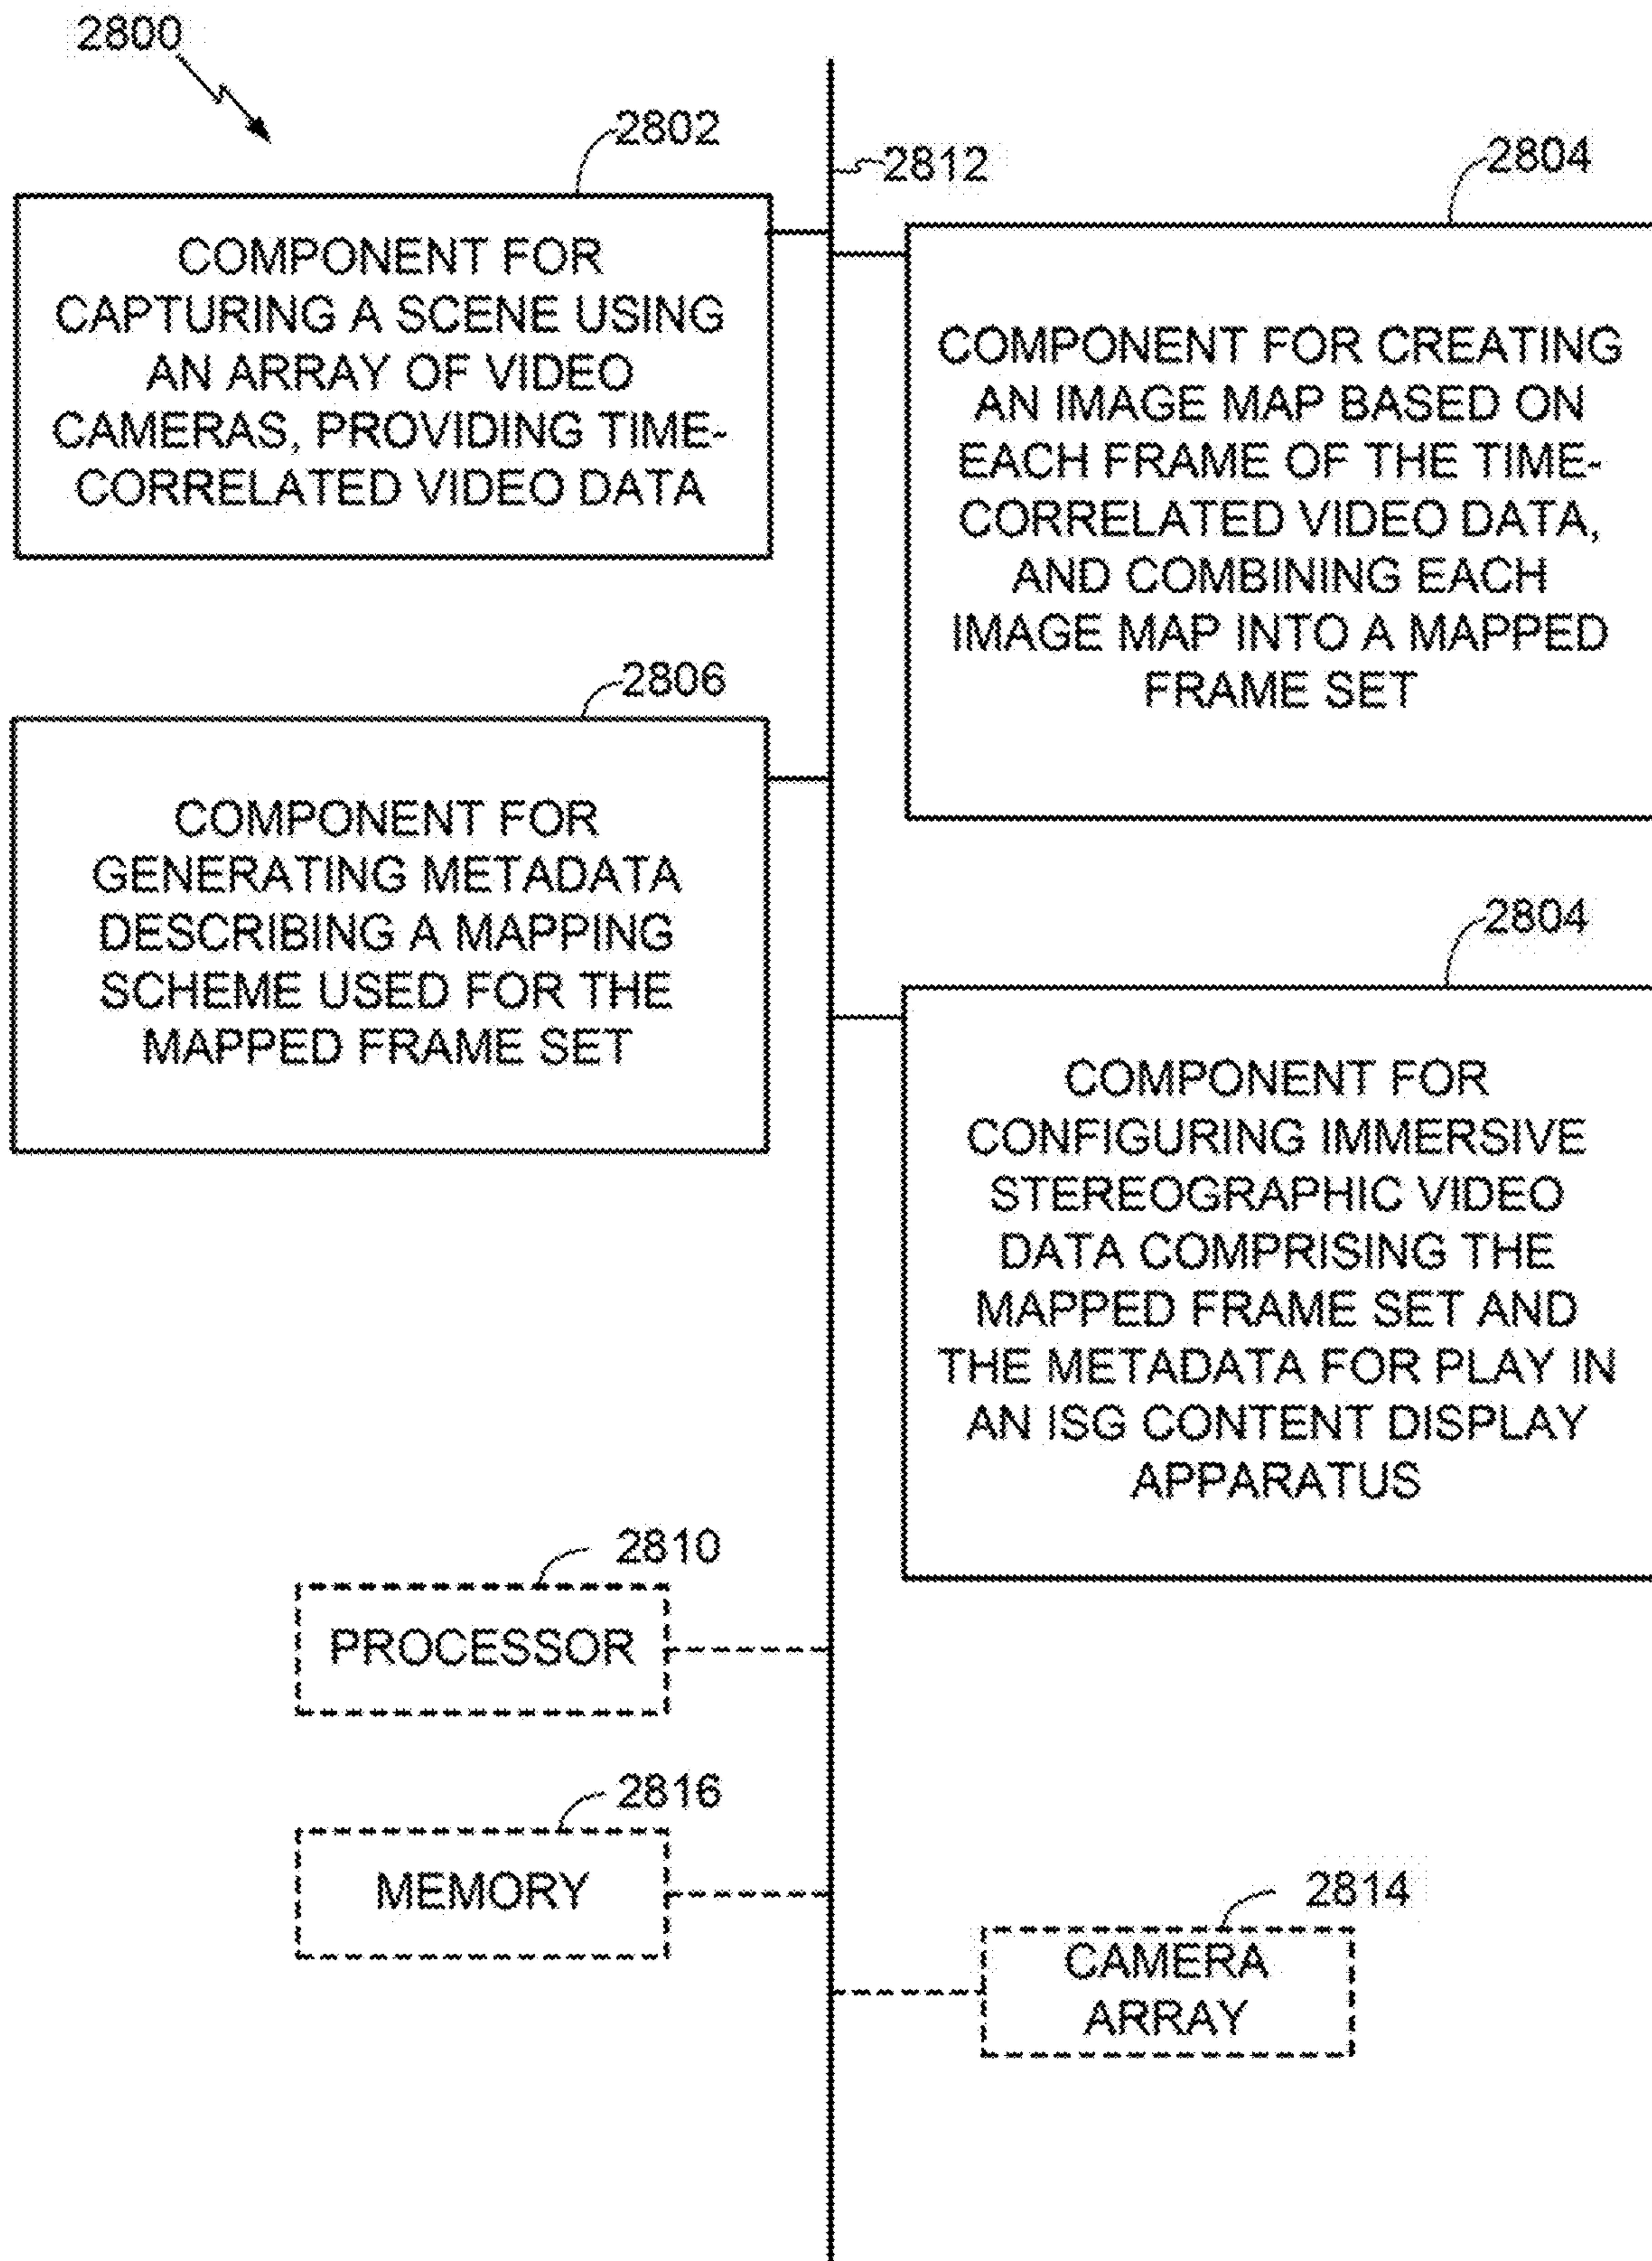 2800
2802
2812
2804
COMPONENT FOR
CAPTURING A SCENE USING
AN ARRAY OF VIDEO
CAMERAS, PROVIDING TIME-
CORRELATED VIDEO DATA
COMPONENT FOR CREATING
AN IMAGE MAP BASED ON
EACH FRAME OF THE TIME-
CORRELATED VIDEO DATA,
AND COMBINING EACH
IMAGE MAP INTO A MAPPED
FRAME SET
2806
COMPONENT FOR
GENERATING METADATA
DESCRIBING A MAPPING
SCHEME USED FOR THE
MAPPED FRAME SET
2804
COMPONENT FOR
CONFIGURING IMMERSIVE
STEREOGRAPHIC VIDEO
DATA COMPRISING THE
MAPPED FRAME SET AND
THE METADATA FOR PLAY IN
AN ISG CONTENT DISPLAY
APPARATUS
2810
PROCESSOR
2816
MEMORY
2814
CAMERA
ARRAY